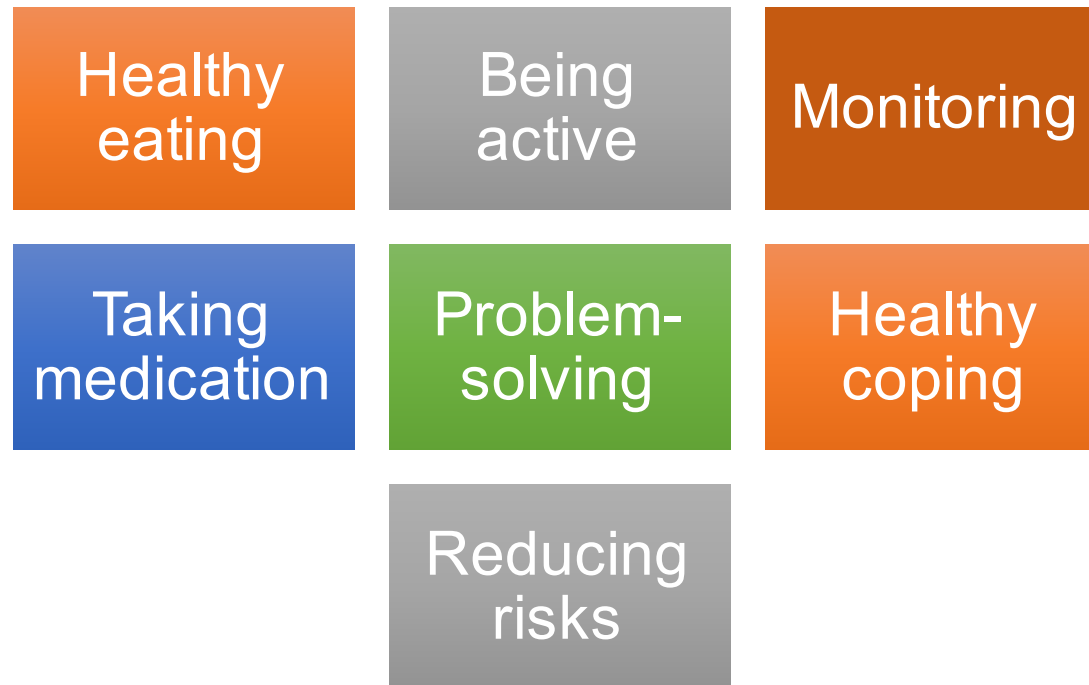 Healthy
eating
Being
active
Monitoring
Taking
medication
Problem-
solving
Healthy
coping
Reducing
risks